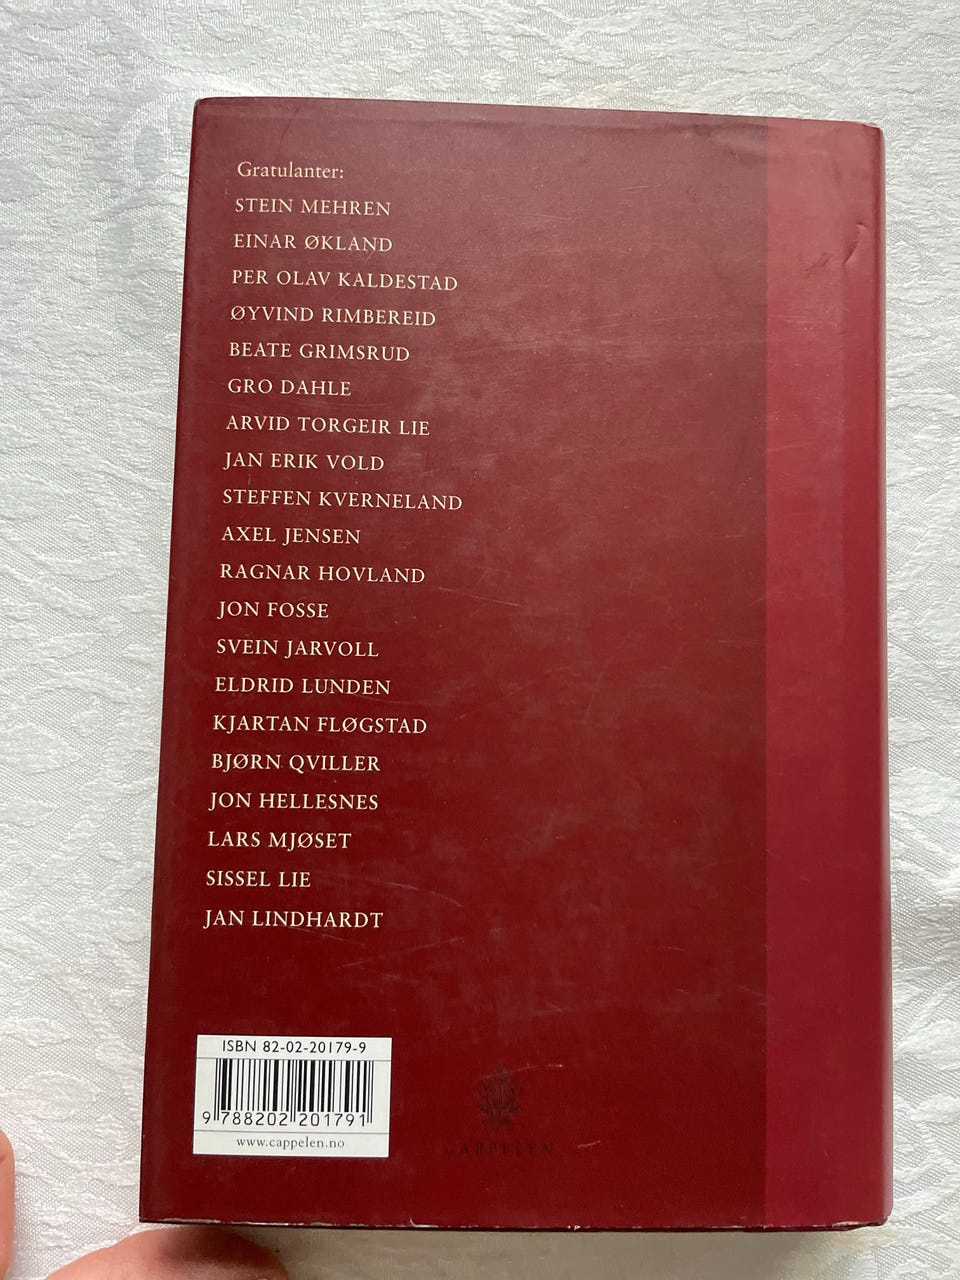 Gratulanter:
STEIN MEHREN
EINAR ØKLAND
PER OLAV KALDESTAD
ØYVIND RIMBEREID
BEATE GRIMSRUD
GRO DAHLE
ARVID TORGEIR LIE
JAN ERIK VOLD
STEFFEN KVERNELAND
AXEL JENSEN
RAGNAR HOVLAND
JON FOSSE
SVEIN JARVOLL
ELDRID LUNDEN
KJARTAN FLØGSTAD
BJØRN QVILLER
JON HELLESNES
LARS MJØSET
SISSEL LIE
JAN LINDHARDT
ISBN 82-02-20179-9
9 788202 201791
www.cappelen.no
CAPPELEN